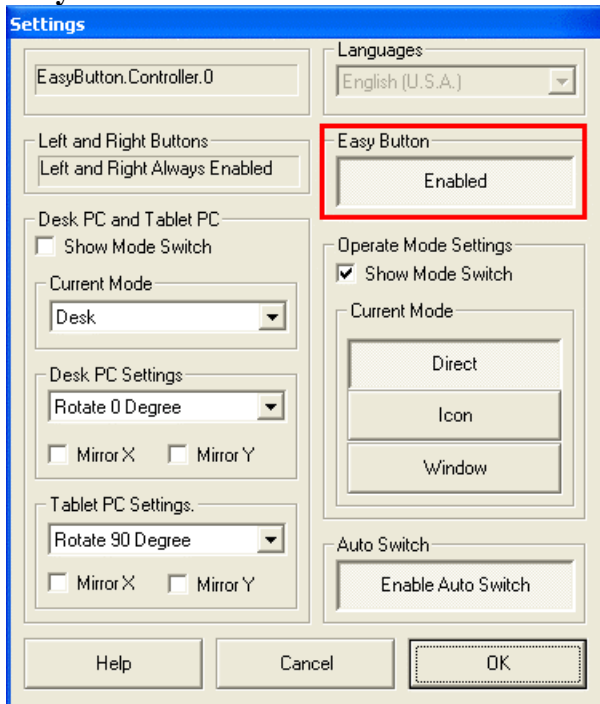 Settings
EasyButton.Controller.0
Languages
English (U.S.A.)
Left and Right Buttons
Left and Right Always Enabled
Easy Button
Enabled
Desk PC and Tablet PC
Show Mode Switch
Current Mode
Desk
Desk PC Settings
Rotate 0 Degree
Mirror X Mirror Y
Tablet PC Settings.
Rotate 90 Degree
Mirror X Mirror Y
Operate Mode Settings
Show Mode Switch
Current Mode
Direct
Icon
Window
Auto Switch
Enable Auto Switch
Help Cancel OK